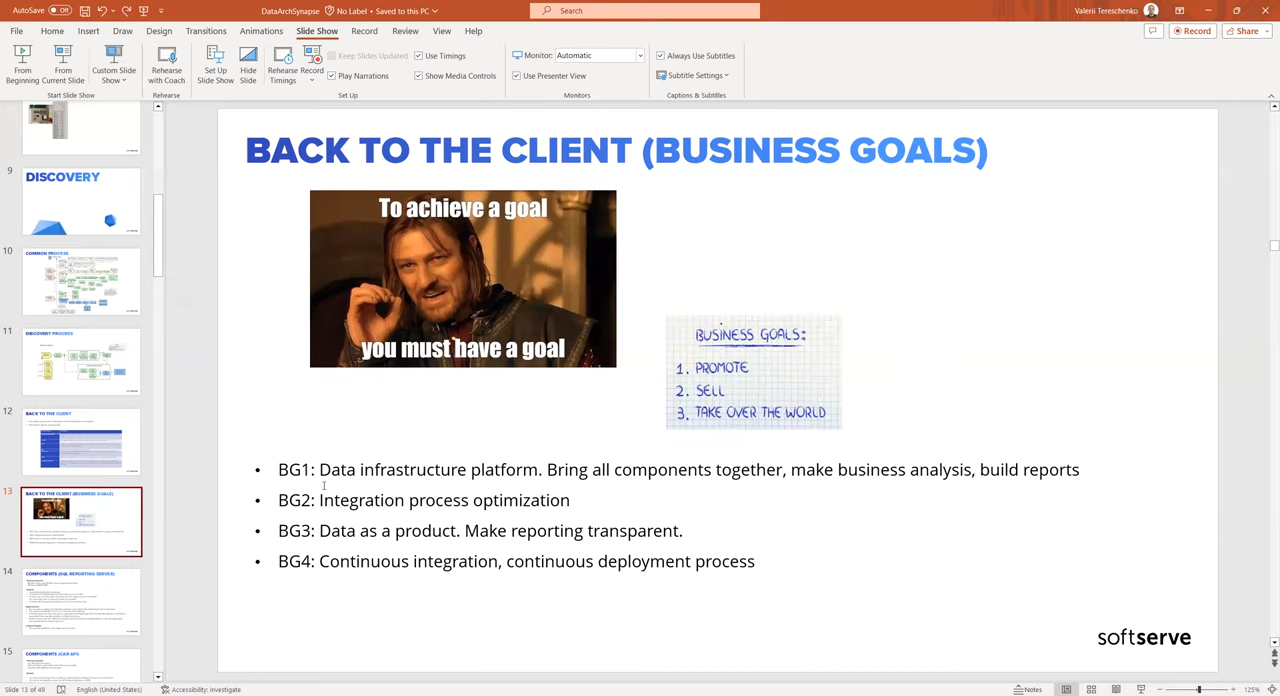 AutoSave Off DataArchSynapse No Label • Saved to this PC Search Valerii Tereschenko
File Home Insert Draw Design Transitions Animations Slide Show Record Review View Help Record Share
From Beginning From Current Slide Custom Slide Show Rehearse with Coach Set Up Slide Show Hide Slide Rehearse Timings Record
Keep Slides Updated Use Timings
Play Narrations Show Media Controls
Monitor: Automatic
Use Presenter View
Always Use Subtitles
Subtitle Settings
Start Slide Show Rehearse Set Up Monitors Captions & Subtitles
9
DISCOVERY
10
COMMON PROCESS
11
DISCOVERY PROCESS
12
BACK TO THE CLIENT
13
BACK TO THE CLIENT (BUSINESS GOALS)
14
COMPONENTS (SQL REPORTING SERVER)
15
COMPONENTS (CAR API)
BACK TO THE CLIENT (BUSINESS GOALS)
To achieve a goal
you must have a goal
BUSINESS GOALS:
1. PROMOTE
2. SELL
3. TAKE OVER THE WORLD
• BG1: Data infrastructure platform. Bring all components together, make business analysis, build reports
• BG2: Integration process optimization
• BG3: Data as a product. Make reporting transparent.
• BG4: Continuous integration, continuous deployment process
softserve
Slide 13 of 49 English (United States) Accessibility: Investigate Notes 125%